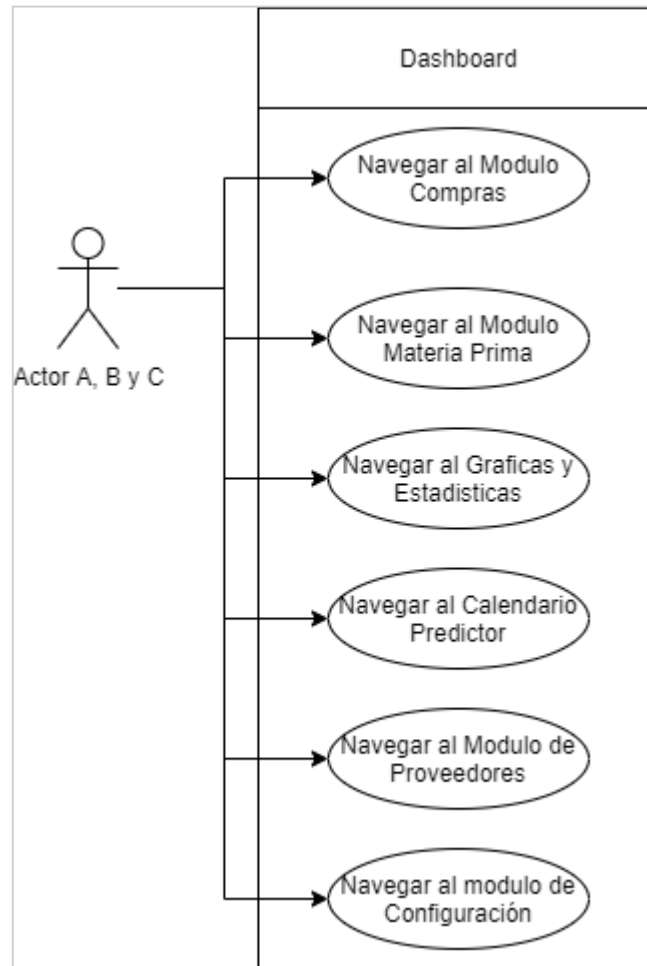 Dashboard
Navegar al Modulo
Compras
Navegar al Modulo
Materia Prima
Actor A, B y C
Navegar al Graficas y
Estadisticas
Navegar al Calendario
Predictor
Navegar al Modulo de
Proveedores
Navegar al modulo de
Configuración